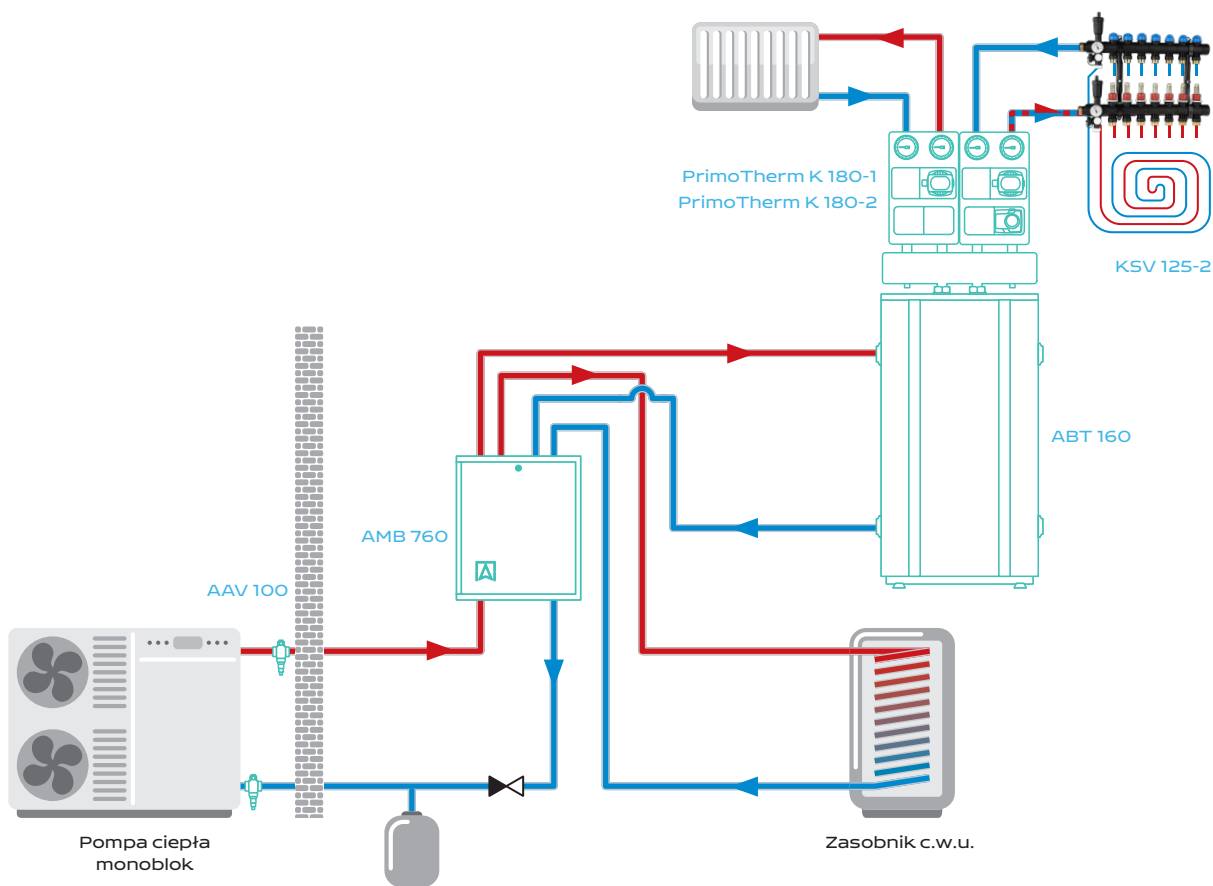 PrimoTherm K 180-1
PrimoTherm K 180-2
KSV 125-2
ABT 160
AMB 760
AAV 100
Pompa ciepła
monoblok
Zasobnik c.w.u.